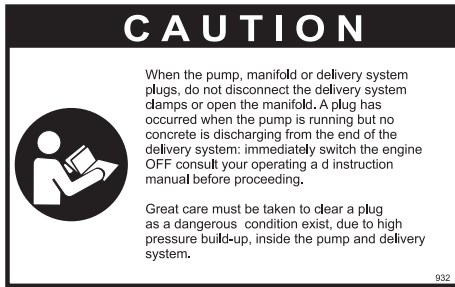 CAUTION
When the pump, manifold or delivery system
plugs, do not disconnect the delivery system
clamps or open the manifold. A plug has
occurred when the pump is running but no
concrete is discharging from the end of the
delivery system: immediately switch the engine
OFF consult your operating a d instruction
manual before proceeding.
Great care must be taken to clear a plug
as a dangerous condition exist, due to high
pressure build-up, inside the pump and delivery
system.
932